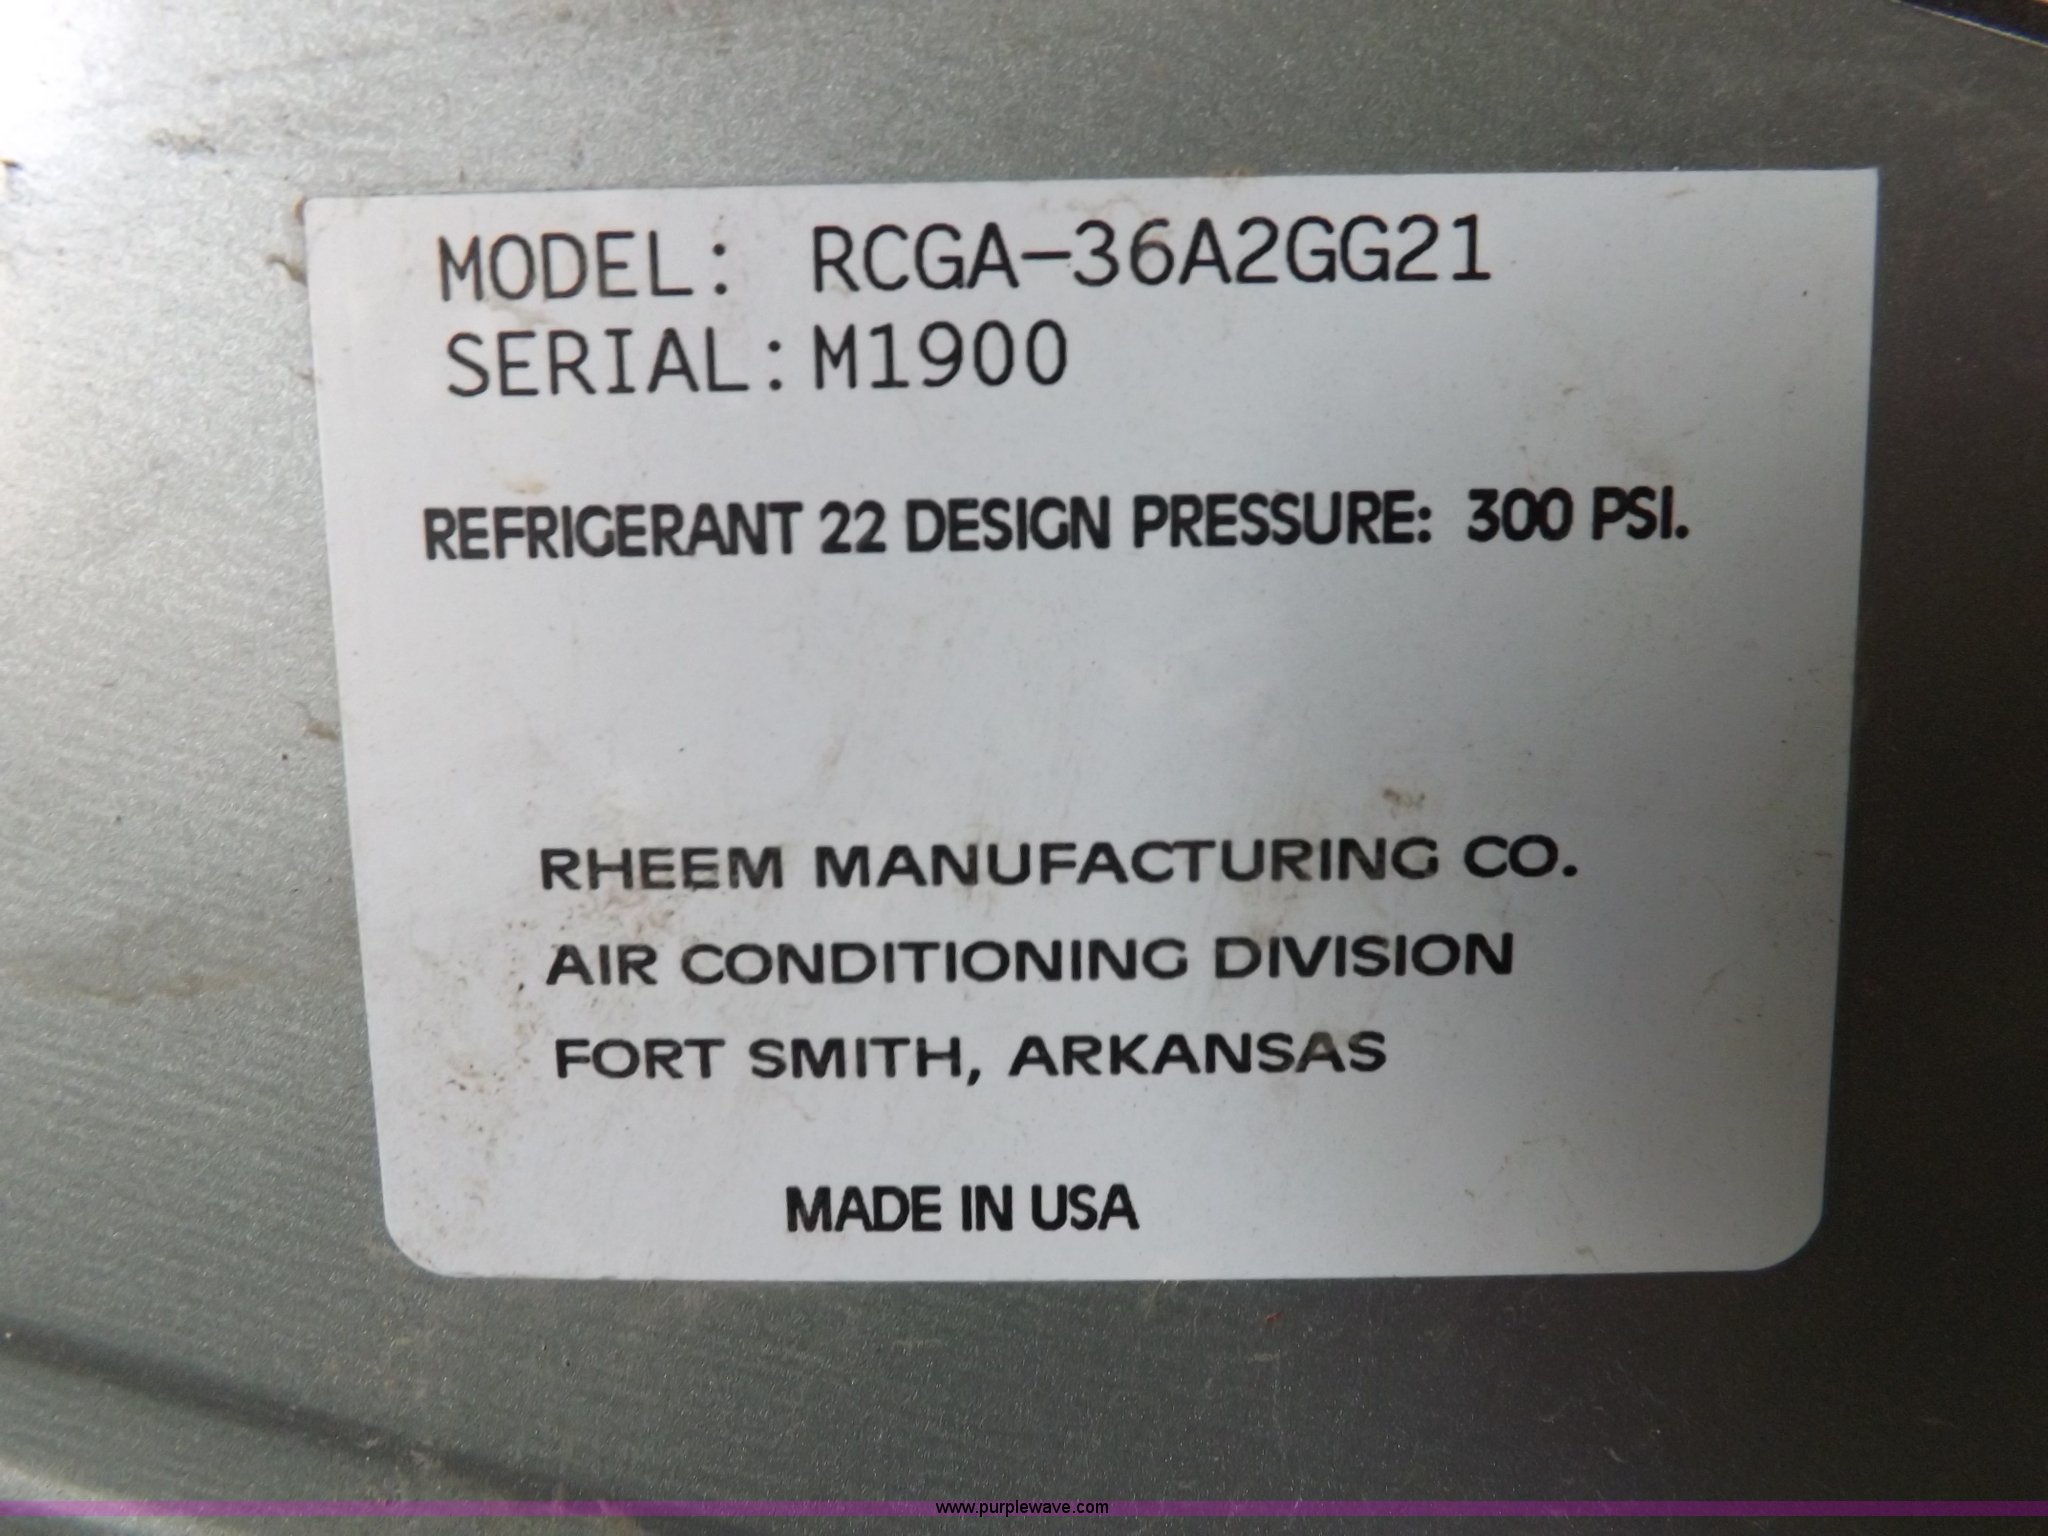 MODEL: RCGA-36A2GG21
SERIAL: M1900
REFRIGERANT 22 DESIGN PRESSURE: 300 PSI.
RHEEM MANUFACTURING CO.
AIR CONDITIONING DIVISION
FORT SMITH, ARKANSAS
MADE IN USA
www.purplewave.com